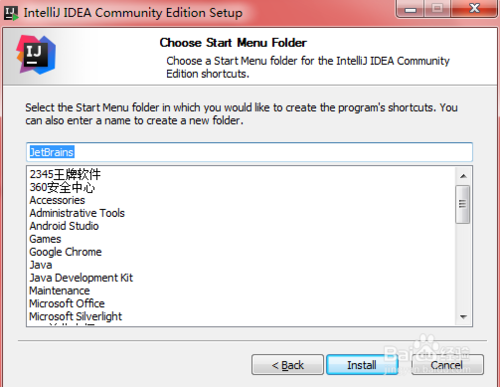 IntelliJ IDEA Community Edition Setup
IJ
Choose Start Menu Folder
Choose a Start Menu folder for the IntelliJ IDEA Community
Edition shortcuts.
Select the Start Menu folder in which you would like to create the program's shortcuts. You
can also enter a name to create a new folder.
JetBrains
2345王牌软件
360安全中心
Accessories
Administrative Tools
Android Studio
Games
Google Chrome
Java
Java Development Kit
Maintenance
Microsoft Office
Microsoft Silverlight
< Back
Install
Cancel